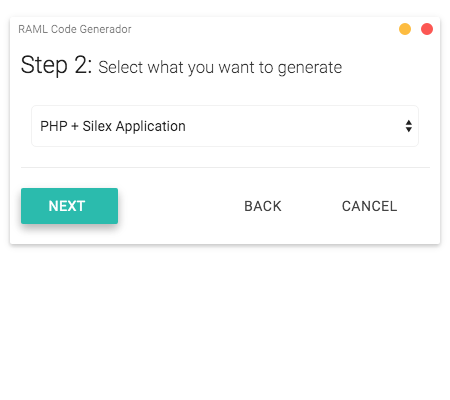 RAML Code Generador
Step 2: Select what you want to generate
PHP + Silex Application
NEXT BACK CANCEL